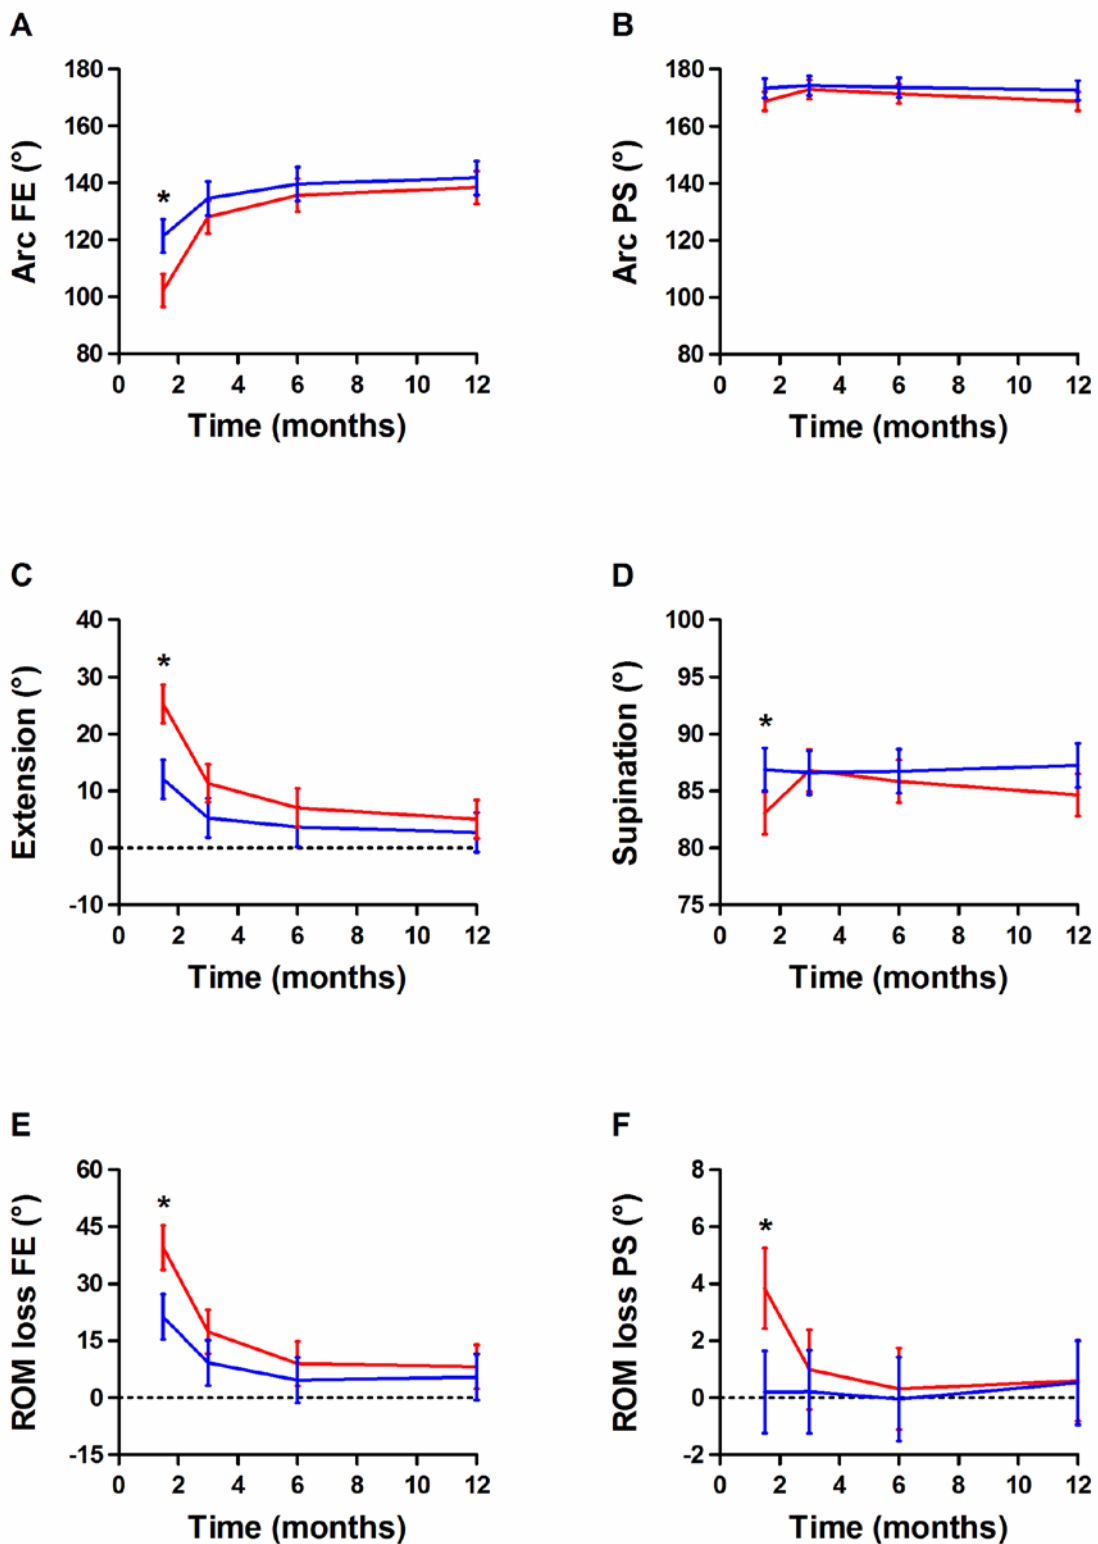 A
Arc FE (°)
180
160
140
120
100
80
*
0 2 4 6 8 10 12
Time (months)
B
Arc PS (°)
180
160
140
120
100
80
0 2 4 6 8 10 12
Time (months)
C
Extension (°)
40
30
20
10
0
-10
*
0 2 4 6 8 10 12
Time (months)
D
Supination (°)
100
95
90
85
80
75
*
0 2 4 6 8 10 12
Time (months)
E
ROM loss FE (°)
60
45
30
15
0
-15
*
0 2 4 6 8 10 12
Time (months)
F
ROM loss PS (°)
8
6
4
2
0
-2
*
0 2 4 6 8 10 12
Time (months)